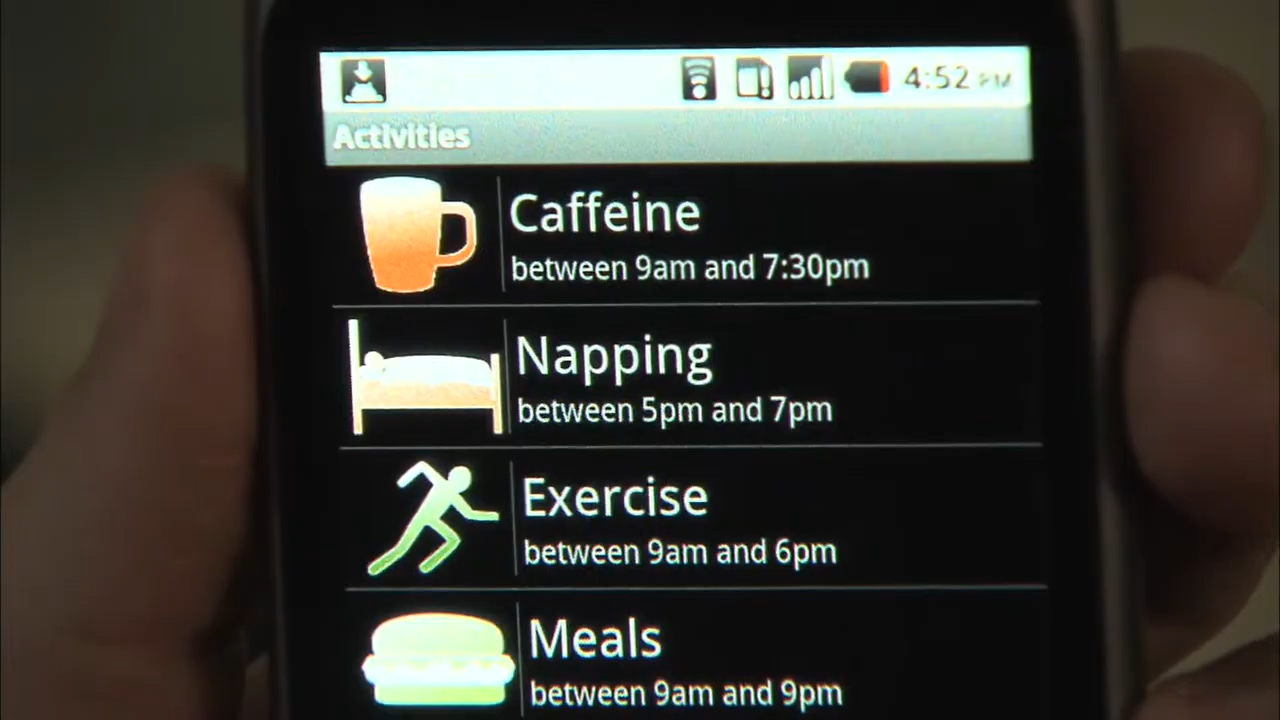 4:52 PM
Activities
Caffeine
between 9am and 7:30pm
Napping
between 5pm and 7pm
Exercise
between 9am and 6pm
Meals
between 9am and 9pm